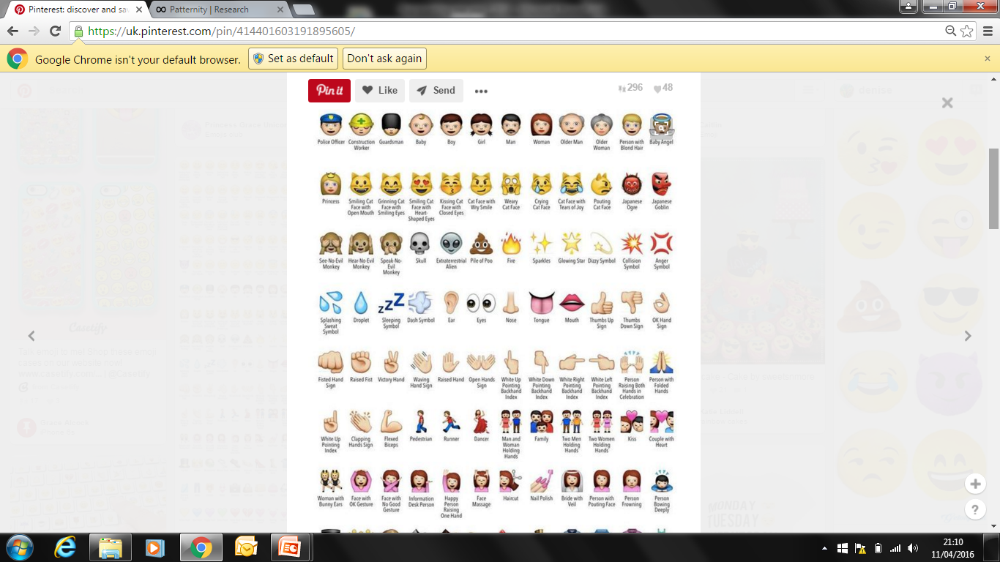 Pinterest: discover and sa
Patternity | Research
https://uk.pinterest.com/pin/414401603191895605/
Google Chrome isn't your default browser.
Set as default
Don't ask again
Pin it
Like
Send
296
48
denise
Police Officer
Construction
Worker
Guardsman
Baby
Boy
Girl
Man
Woman
Older Man
Older
Woman
Person with
Blond Hair
Baby Angel
Princess
Smiling Cat
Face with
Open Mouth
Grinning Cat
Face with
Smiling Eyes
Smiling Cat
Face with
Heart-
Shaped Eyes
Kissing Cat
Face with
Closed Eyes
Cat Face with
Wry Smile
Weary
Cat Face
Crying
Cat Face
Cat Face with
Tears of Joy
Pouting
Cat Face
Japanese
Ogre
Japanese
Goblin
See-No-Evil
Monkey
Hear-No-Evil
Monkey
Speak-No-
Evil
Monkey
Skull
Extraterrestrial
Alien
Pile of Poo
Fire
Sparkles
Glowing Star
Dizzy Symbol
Collision
Symbol
Anger
Symbol
Splashing
Sweat
Symbol
Droplet
zzZ
Sleeping
Symbol
Dash Symbol
Ear
Eyes
Nose
Tongue
Mouth
Thumbs Up
Sign
Thumbs
Down Sign
OK Hand
Sign
Fisted Hand
Sign
Raised Fist
Victory Hand
Waving
Hand Sign
Raised Hand
Open Hands
Sign
White Up
Pointing
Backhand
Index
White Down
Pointing
Backhand
Index
White Right
Pointing
Backhand
Index
White Left
Pointing
Backhand
Index
Person
Raising Both
Hands in
Celebration
Person with
Folded
Hands
White Up
Pointing
Index
Clapping
Hands Sign
Flexed
Biceps
Pedestrian
Runner
Dancer
Man and
Woman
Holding
Hands
Family
Two Men
Holding
Hands
Two Women
Holding
Hands
Kiss
Couple with
Heart
Woman with
Bunny Ears
Face with
OK Gesture
Face with
No Good
Gesture
Information
Desk Person
Happy
Person
Raising
One Hand
Face
Massage
Haircut
Nail Polish
Bride with
Veil
Person with
Pouting Face
Person
Frowning
Person
Bowing
Deeply
Casetify
MONDAY
TUESDAY
21:10
11/04/2016